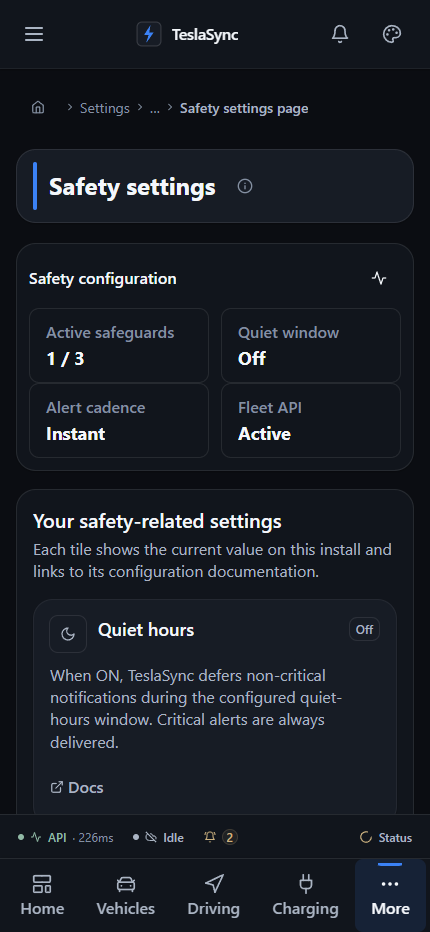 TeslaSync
Settings ... Safety settings page
Safety settings
Safety configuration
Active safeguards
1 / 3
Quiet window
Off
Alert cadence
Instant
Fleet API
Active
Your safety-related settings
Each tile shows the current value on this install and
links to its configuration documentation.
Quiet hours
Off
When ON, TeslaSync defers non-critical
notifications during the configured quiet-
hours window. Critical alerts are always
delivered.
Docs
API · 226ms Idle 2 Status
Home Vehicles Driving Charging More